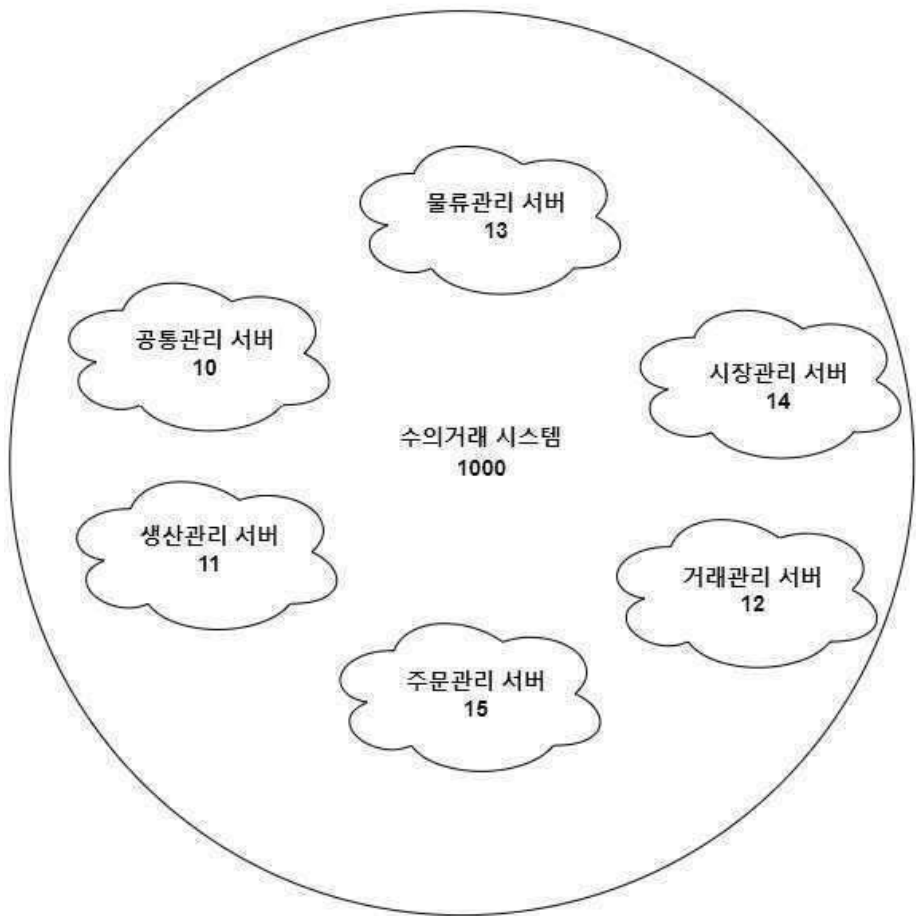 물류관리 서버
13
공통관리 서버
10
시장관리 서버
14
수의거래 시스템
1000
생산관리 서버
11
거래관리 서버
12
주문관리 서버
15